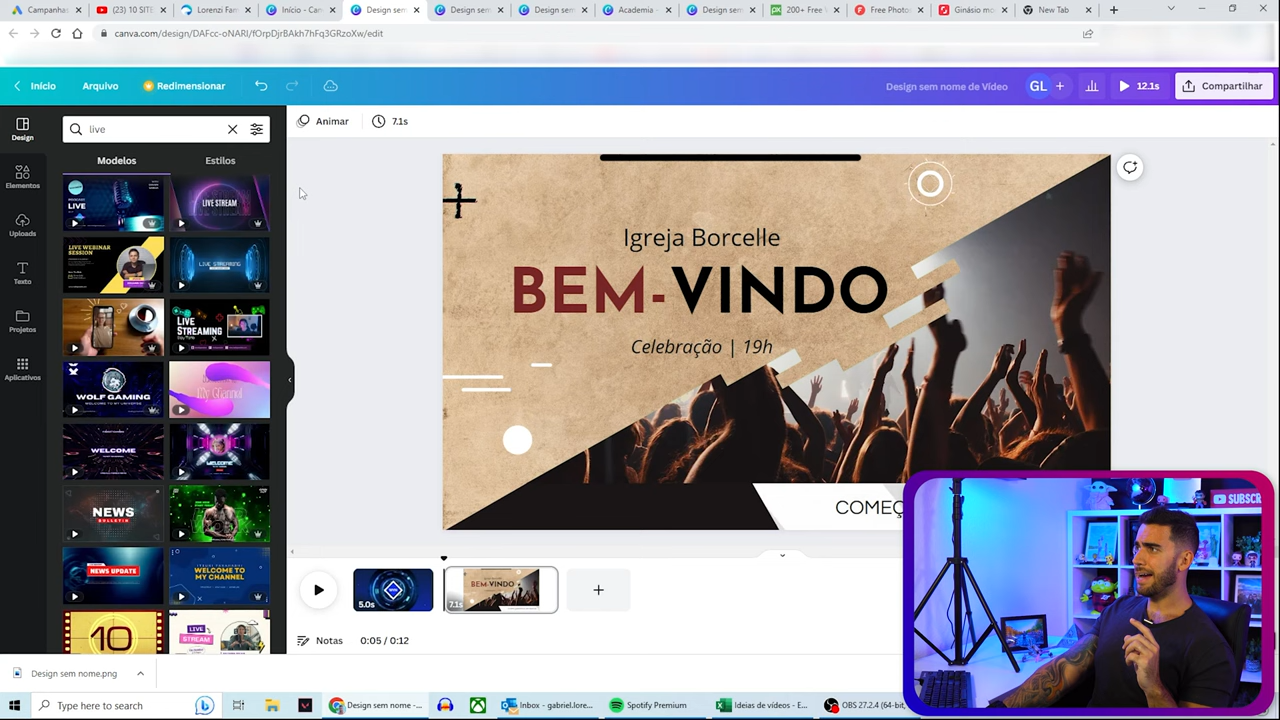 Campanhas
(23) 10 SITE
Lorenzi Fam
Início - Can
Design sem
Design sem
Design sem
Academia
Design sem
200+ Free
Free Photo
Ginásio mo
New Tab
canva.com/design/DAFcc-oNARI/fOrpDjrBAkh7hFq3GRzoXw/edit
Início
Arquivo
Redimensionar
Design sem nome de Vídeo
GL
12.1s
Compartilhar
Design
live
Animar
7.1s
Modelos
Estilos
Elementos
Uploads
Texto
Projetos
Aplicativos
LIVE
LIVE STREAM
LIVE WEBINAR
SESSION
LIVE STREAMING
LIVE
STREAMING
WOLF GAMING
My Channel
WELCOME
WELCOME
NEWS
BULLETIN
NEWS UPDATE
WELCOME TO
MY CHANNEL
10
LIVE
STREAM
Igreja Borcelle
BEM-VINDO
Celebração | 19h
COMEÇ
SUBSC
5.0s
7.1s
BEM-VINDO
Notas
0:05 / 0:12
Design sem nome.png
Type here to search
Design sem nome -...
Inbox - gabriel.lore...
Spotify Premium
Ideias de vídeos - E...
OBS 27.2.4 (64-bit,